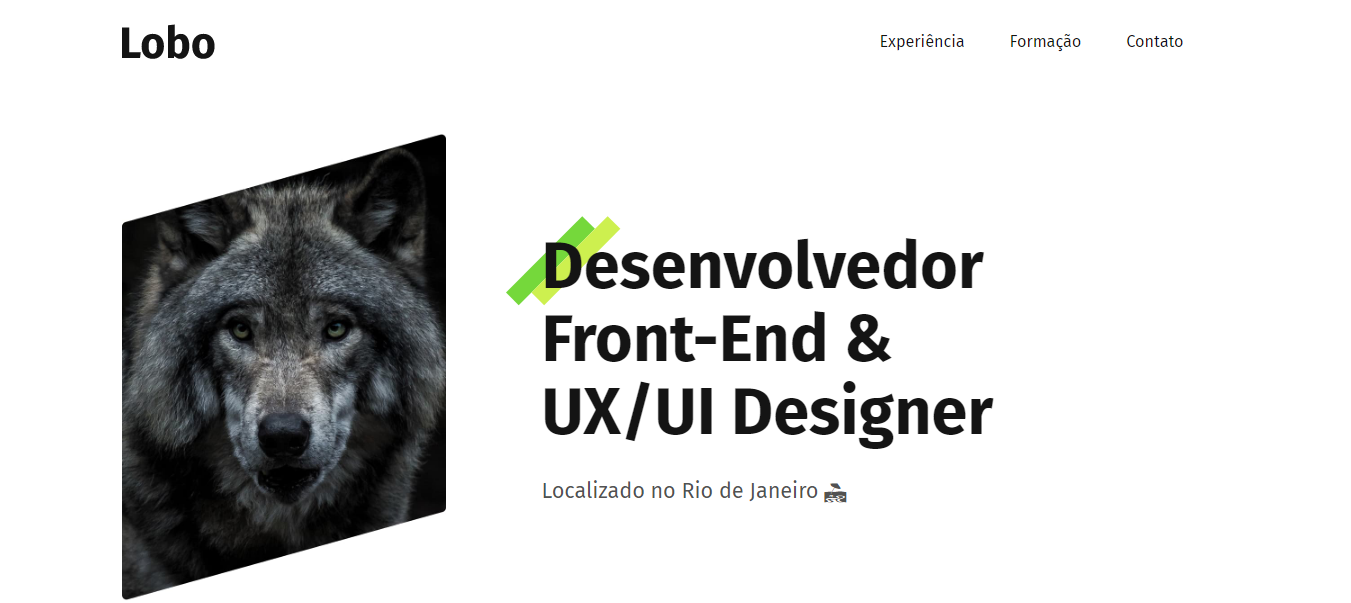 Lobo
Experiência
Formação
Contato
Desenvolvedor
Front-End &
UX/UI Designer
Localizado no Rio de Janeiro